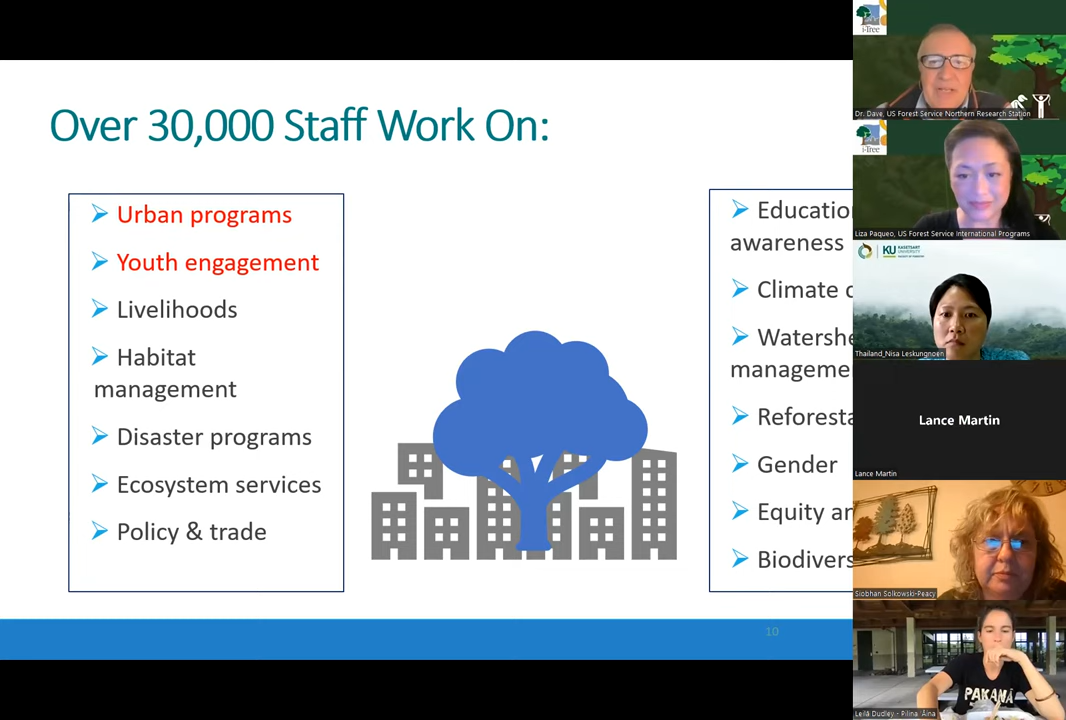 Over 30,000 Staff Work On:
Urban programs
Youth engagement
Livelihoods
Habitat
management
Disaster programs
Ecosystem services
Policy & trade
Educatio
awareness
Climate
Watershe
manageme
Reforesta
Gender
Equity an
Biodivers
10
i-Tree
Dr. Dave, US Forest Service Northern Research Station
i-Tree
Liza Paqueo, US Forest Service International Programs
KU KASETSART
UNIVERSITY
Thailand_Nisa Leskungnoen
Lance Martin
Lance Martin
Siobhan Solkowski-Peacy
PAKANĀ
Leilā Dudley - Pilina ʻĀina